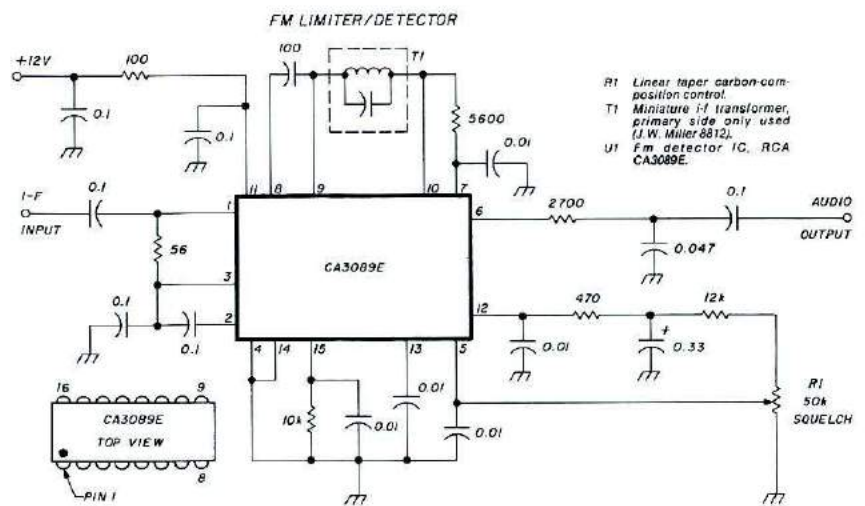 FM LIMITER/DETECTOR
+12V
100
0.1
0.1
100
T1
5600
0.01
R1 Linear taper carbon-com-
position control.
T1 Miniature i-f transformer,
primary side only used
(J.W. Miller 8812).
U1 Fm detector IC, RCA
CA3089E.
11
8
9
10
7
I-F
INPUT
0.1
1
56
3
2
0.1
0.1
CA3089E
6
2700
0.1
0.047
AUDIO
OUTPUT
12
470
12k
0.01
+
0.33
R1
50k
SQUELCH
4
14
15
13
5
10k
0.01
0.01
0.01
16
9
CA3089E
TOP VIEW
8
PIN 1